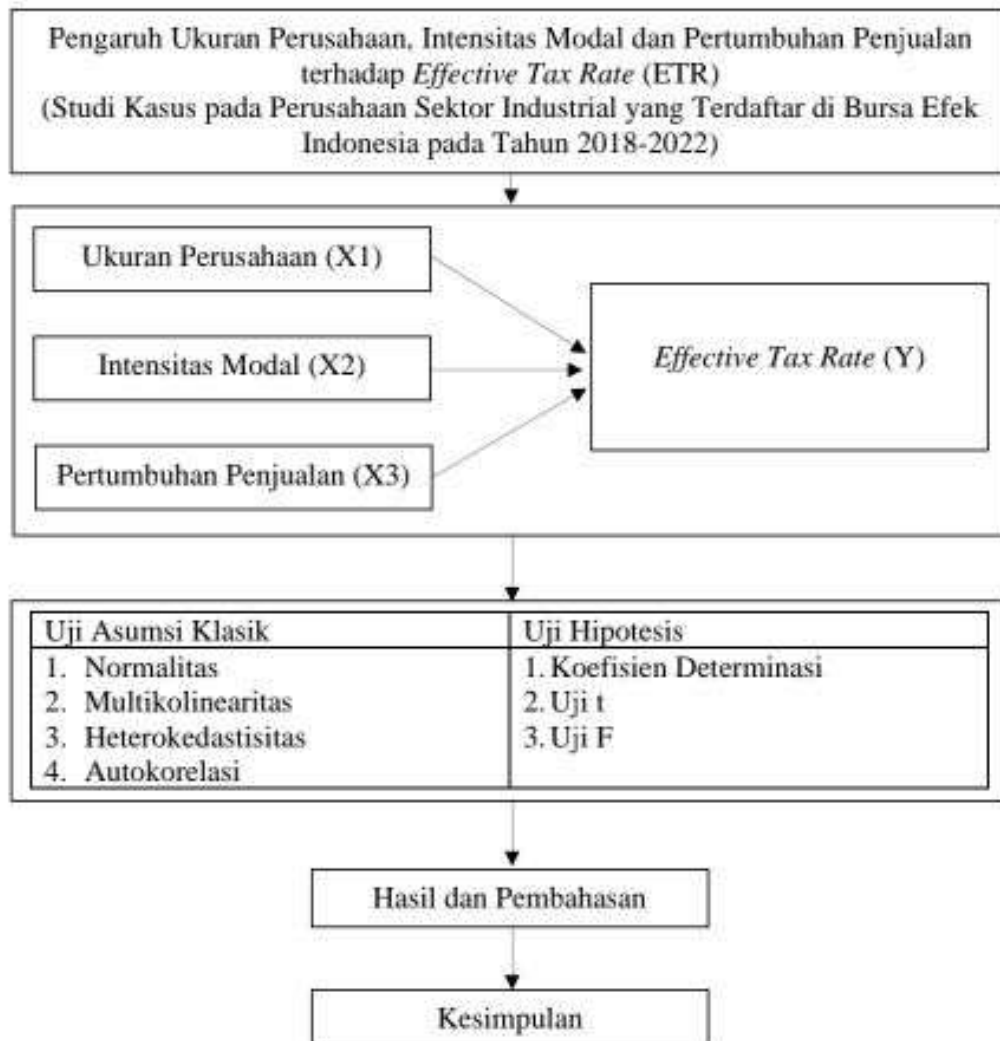 Pengaruh Ukuran Perusahaan, Intensitas Modal dan Pertumbuhan Penjualan
terhadap Effective Tax Rate (ETR)
(Studi Kasus pada Perusahaan Sektor Industrial yang Terdaftar di Bursa Efek
Indonesia pada Tahun 2018-2022)
Ukuran Perusahaan (X1)
Intensitas Modal (X2)
Pertumbuhan Penjualan (X3)
Effective Tax Rate (Y)
Uji Asumsi Klasik
1. Normalitas
2. Multikolinearitas
3. Heterokedastisitas
4. Autokorelasi
Uji Hipotesis
1. Koefisien Determinasi
2. Uji t
3. Uji F
Hasil dan Pembahasan
Kesimpulan